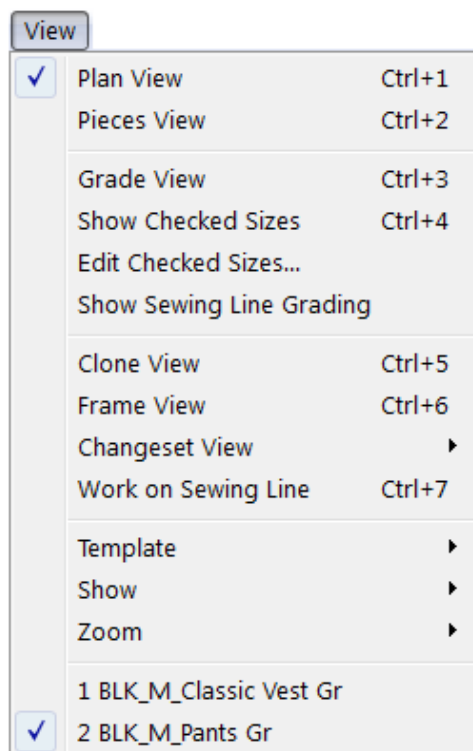 View
Plan View Ctrl+1
Pieces View Ctrl+2
Grade View Ctrl+3
Show Checked Sizes Ctrl+4
Edit Checked Sizes...
Show Sewing Line Grading
Clone View Ctrl+5
Frame View Ctrl+6
Changeset View
Work on Sewing Line Ctrl+7
Template
Show
Zoom
1 BLK_M_Classic Vest Gr
2 BLK_M_Pants Gr